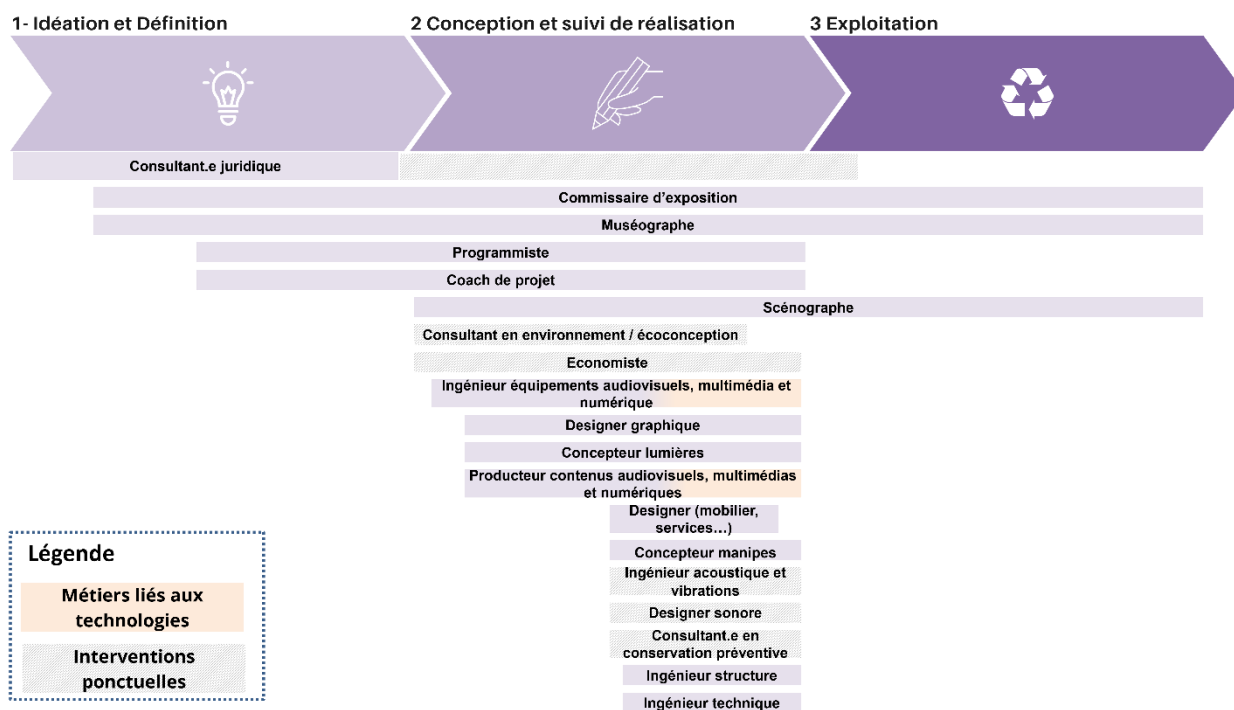 1- Idéation et Définition
2 Conception et suivi de réalisation
3 Exploitation
Consultant.e juridique
Commissaire d'exposition
Muséographe
Programmiste
Coach de projet
Scénographe
Consultant en environnement / écoconception
Economiste
Ingénieur équipements audiovisuels, multimédia et
numérique
Designer graphique
Concepteur lumières
Producteur contenus audiovisuels, multimédias
et numériques
Designer (mobilier,
services…)
Concepteur manipes
Ingénieur acoustique et
vibrations
Designer sonore
Consultant.e en
conservation préventive
Ingénieur structure
Ingénieur technique
Légende
Métiers liés aux
technologies
Interventions
ponctuelles